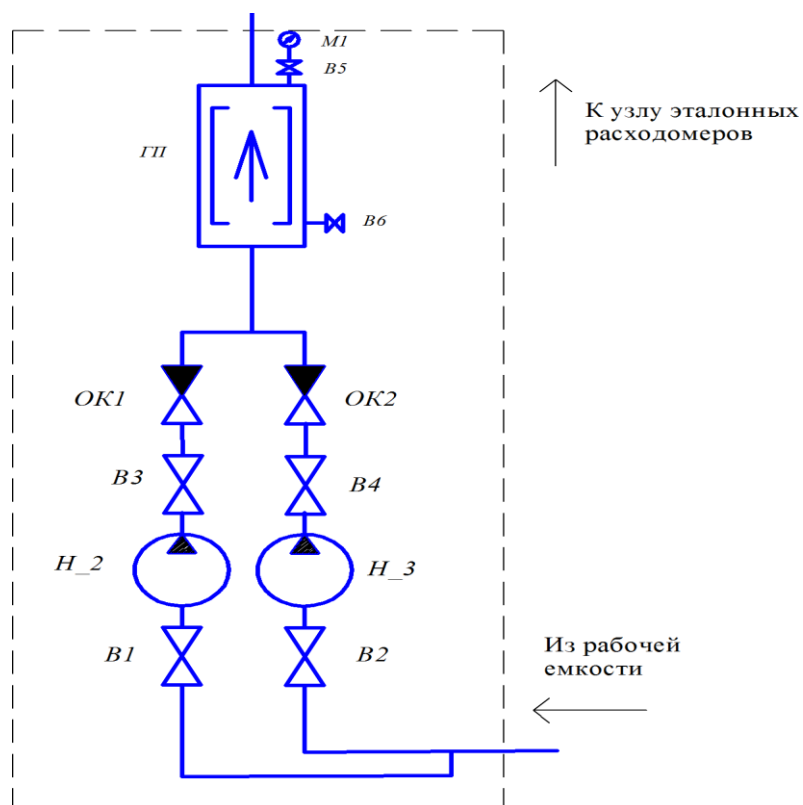 М1
В5
К узлу эталонных
расходомеров
ГП
В6
ОК1
ОК2
В3
В4
Н_2
Н_3
В1
В2
Из рабочей
емкости